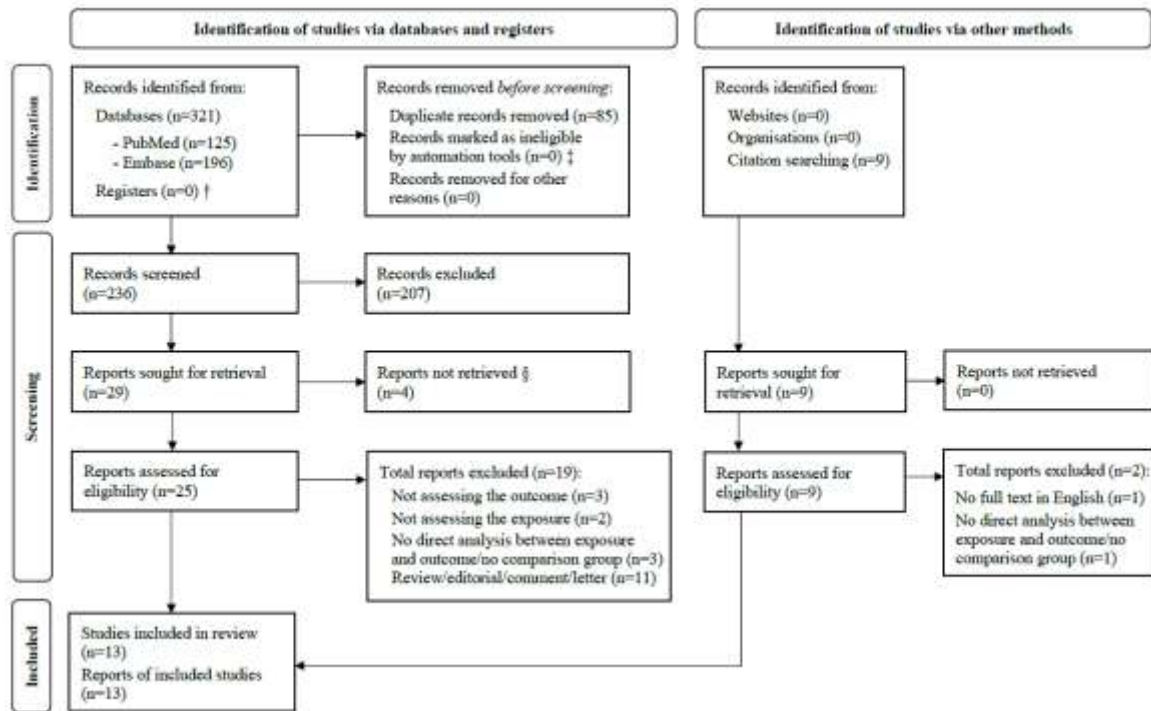 Identification of studies via databases and registers
Identification of studies via other methods
Identification
Records identified from:
Databases (n=321)
- PubMed (n=125)
- Embase (n=196)
Registers (n=0) †
Records removed before screening:
Duplicate records removed (n=85)
Records marked as ineligible
by automation tools (n=0) ‡
Records removed for other
reasons (n=0)
Records identified from:
Websites (n=0)
Organisations (n=0)
Citation searching (n=9)
Screening
Records screened
(n=236)
Records excluded
(n=207)
Reports sought for retrieval
(n=29)
Reports not retrieved §
(n=4)
Reports sought for
retrieval (n=9)
Reports not retrieved
(n=0)
Reports assessed for
eligibility (n=25)
Total reports excluded (n=19):
Not assessing the outcome (n=3)
Not assessing the exposure (n=2)
No direct analysis between exposure
and outcome/no comparison group (n=3)
Review/editorial/comment/letter (n=11)
Reports assessed for
eligibility (n=9)
Total reports excluded (n=2):
No full text in English (n=1)
No direct analysis between
exposure and outcome/no
comparison group (n=1)
Included
Studies included in review
(n=13)
Reports of included studies
(n=13)